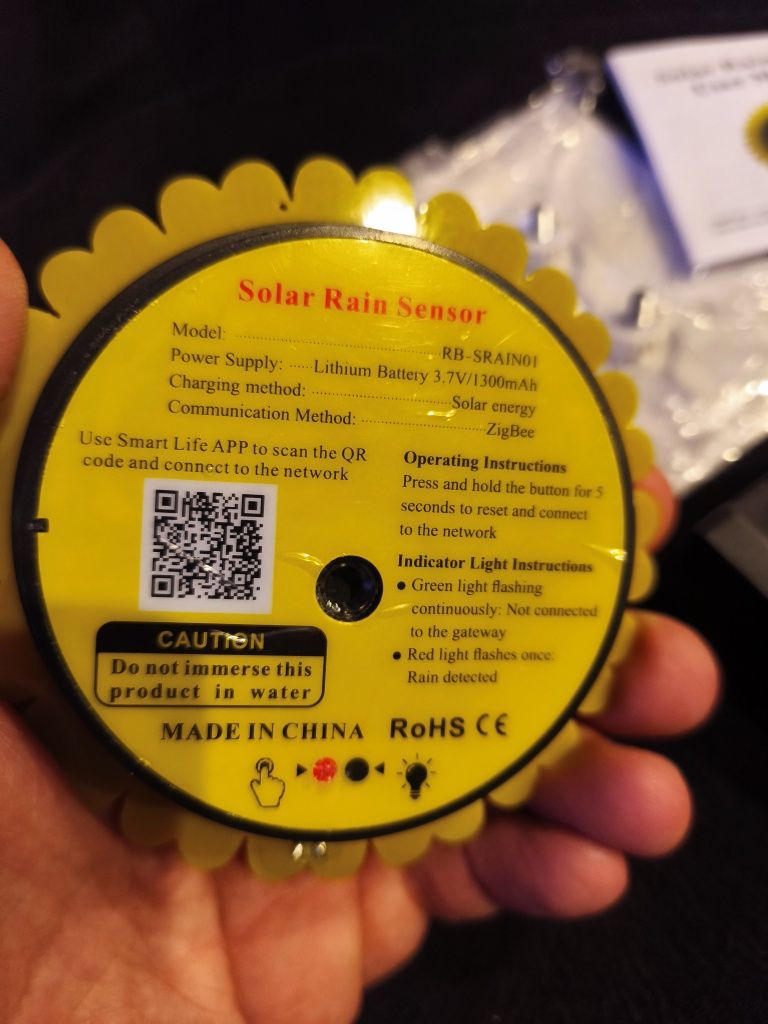 Solar Rain Sensor
Model: RB-SRAIN01
Power Supply: Lithium Battery 3.7V/1300mAh
Charging method: Solar energy
Communication Method: ZigBee
Use Smart Life APP to scan the QR
code and connect to the network
Operating Instructions
Press and hold the button for 5
seconds to reset and connect
to the network
Indicator Light Instructions
● Green light flashing
continuously: Not connected
to the gateway
● Red light flashes once:
Rain detected
CAUTION
Do not immerse this
product in water
MADE IN CHINA RoHS CE